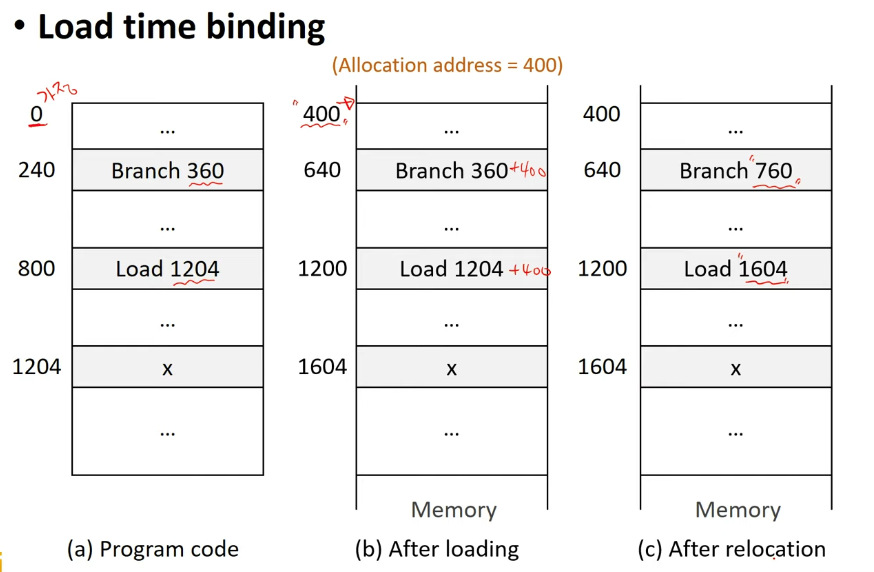 • Load time binding
(Allocation address = 400)
가정
0
...
240
Branch 360
...
800
Load 1204
...
1204
x
...
(a) Program code
"400"
...
640
Branch 360 +400
...
1200
Load 1204 +400
...
1604
x
...
Memory
(b) After loading
400
...
640
Branch "760"
...
1200
Load "1604"
...
1604
x
...
Memory
(c) After relocation